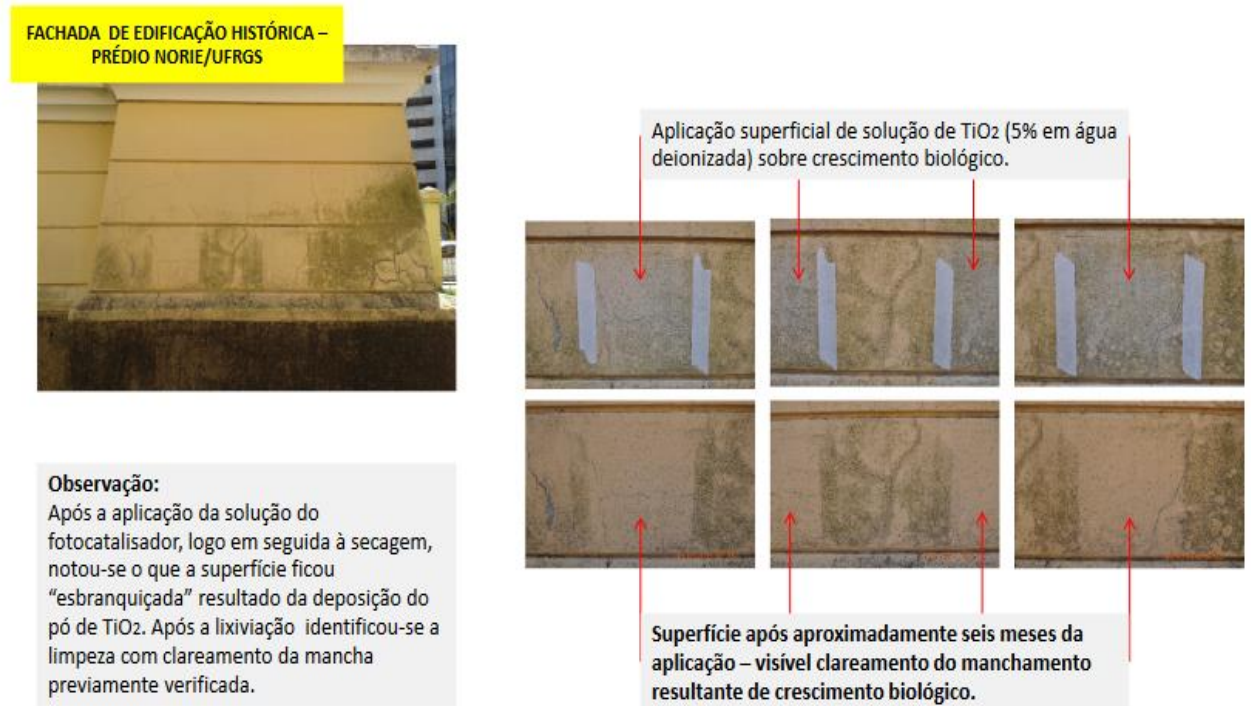 FACHADA DE EDIFICAÇÃO HISTÓRICA –
PRÉDIO NORIE/UFRGS
Aplicação superficial de solução de TiO2 (5% em água
deionizada) sobre crescimento biológico.
Observação:
Após a aplicação da solução do
fotocatalisador, logo em seguida à secagem,
notou-se o que a superfície ficou
“esbranquiçada” resultado da deposição do
pó de TiO2. Após a lixiviação identificou-se a
limpeza com clareamento da mancha
previamente verificada.
Superfície após aproximadamente seis meses da
aplicação – visível clareamento do manchamento
resultante de crescimento biológico.